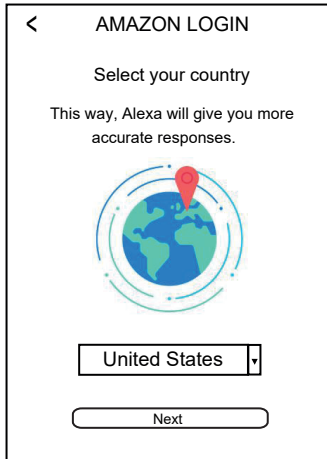 AMAZON LOGIN
Select your country
This way, Alexa will give you more
accurate responses.
United States
Next